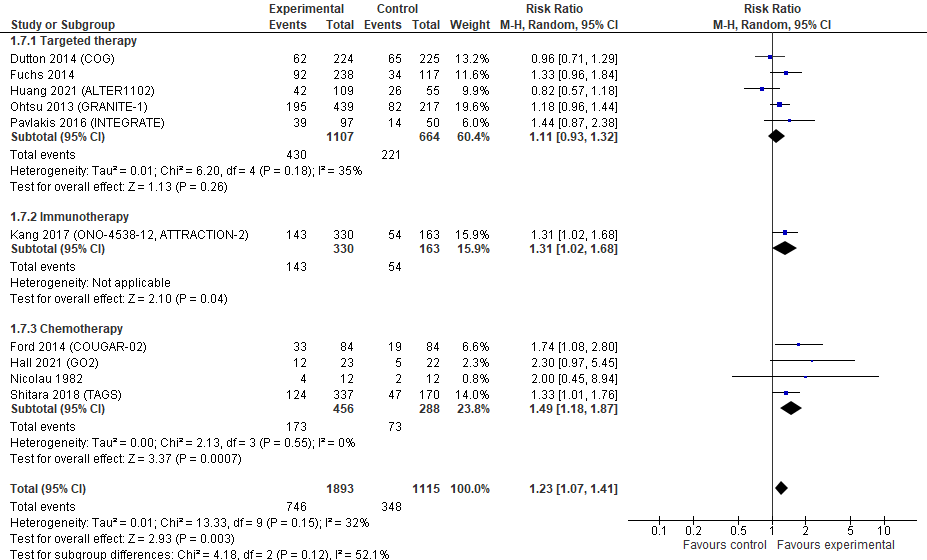 Experimental Control Risk Ratio Risk Ratio
Study or Subgroup Events Total Events Total Weight M-H, Random, 95% CI M-H, Random, 95% CI
1.7.1 Targeted therapy
Dutton 2014 (COG) 62 224 65 225 13.2% 0.96 [0.71, 1.29]
Fuchs 2014 92 238 34 117 11.6% 1.33 [0.96, 1.84]
Huang 2021 (ALTER1102) 42 109 26 55 9.9% 0.82 [0.57, 1.18]
Ohtsu 2013 (GRANITE-1) 195 439 82 217 19.6% 1.18 [0.96, 1.44]
Pavlakis 2016 (INTEGRATE) 39 97 14 50 6.0% 1.44 [0.87, 2.38]
Subtotal (95% CI) 1107 664 60.4% 1.11 [0.93, 1.32]
Total events 430 221
Heterogeneity: Tau² = 0.01; Chi² = 6.20, df = 4 (P = 0.18); I² = 35%
Test for overall effect: Z = 1.13 (P = 0.26)
1.7.2 Immunotherapy
Kang 2017 (ONO-4538-12, ATTRACTION-2) 143 330 54 163 15.9% 1.31 [1.02, 1.68]
Subtotal (95% CI) 330 163 15.9% 1.31 [1.02, 1.68]
Total events 143 54
Heterogeneity: Not applicable
Test for overall effect: Z = 2.10 (P = 0.04)
1.7.3 Chemotherapy
Ford 2014 (COUGAR-02) 33 84 19 84 6.6% 1.74 [1.08, 2.80]
Hall 2021 (GO2) 12 23 5 22 2.3% 2.30 [0.97, 5.45]
Nicolau 1982 4 12 2 12 0.8% 2.00 [0.45, 8.94]
Shitara 2018 (TAGS) 124 337 47 170 14.0% 1.33 [1.01, 1.76]
Subtotal (95% CI) 456 288 23.8% 1.49 [1.18, 1.87]
Total events 173 73
Heterogeneity: Tau² = 0.00; Chi² = 2.13, df = 3 (P = 0.55); I² = 0%
Test for overall effect: Z = 3.37 (P = 0.0007)
Total (95% CI) 1893 1115 100.0% 1.23 [1.07, 1.41]
Total events 746 348
Heterogeneity: Tau² = 0.01; Chi² = 13.33, df = 9 (P = 0.15); I² = 32%
Test for overall effect: Z = 2.93 (P = 0.003)
Test for subgroup differences: Chi² = 4.18, df = 2 (P = 0.12), I² = 52.1%
0.1 0.2 0.5 1 2 5 10
Favours control Favours experimental